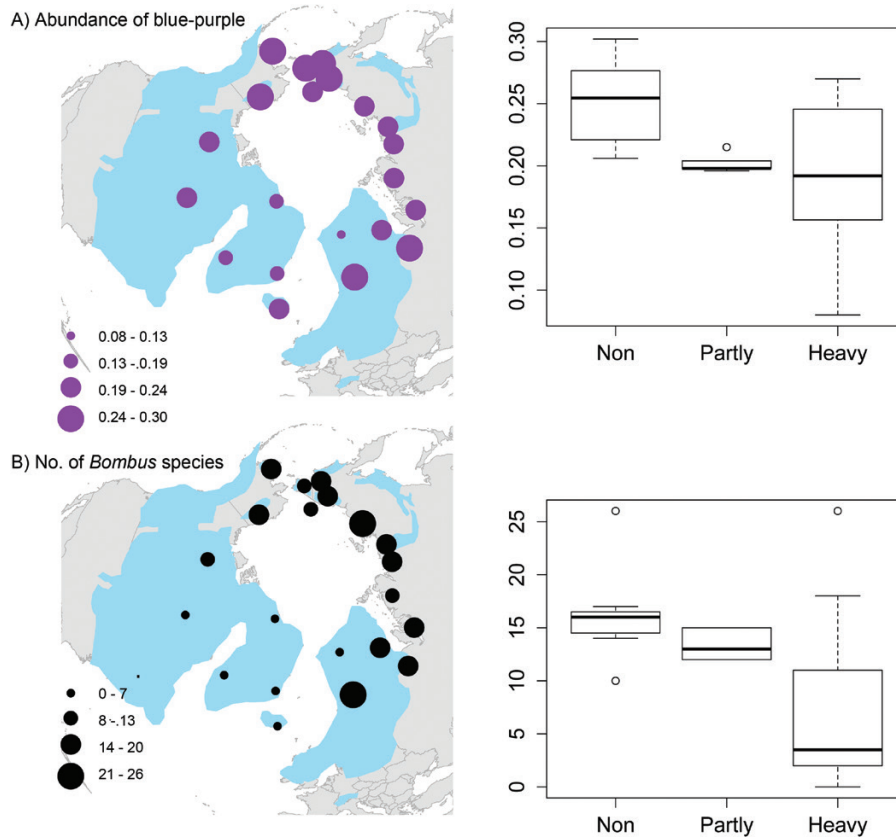 A) Abundance of blue-purple
0.08 - 0.13
0.13 -.0.19
0.19 - 0.24
0.24 - 0.30
0.30
0.25
0.20
0.15
0.10
Non Partly Heavy
B) No. of Bombus species
0 - 7
8 -.13
14 - 20
21 - 26
25
20
15
10
5
0
Non Partly Heavy